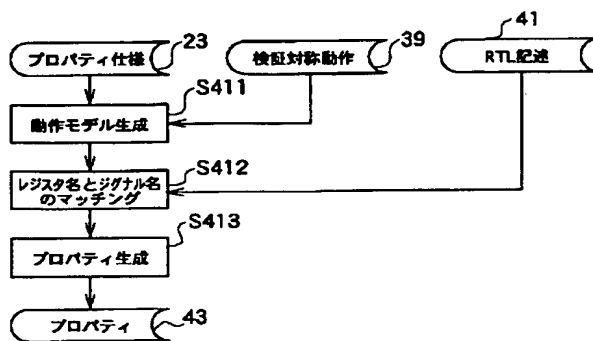 プロパティ仕様
23
検証対称動作
39
41
RTL記述
S411
動作モデル生成
S412
レジスタ名とジグナル名
のマッチング
S413
プロパティ生成
プロパティ
43